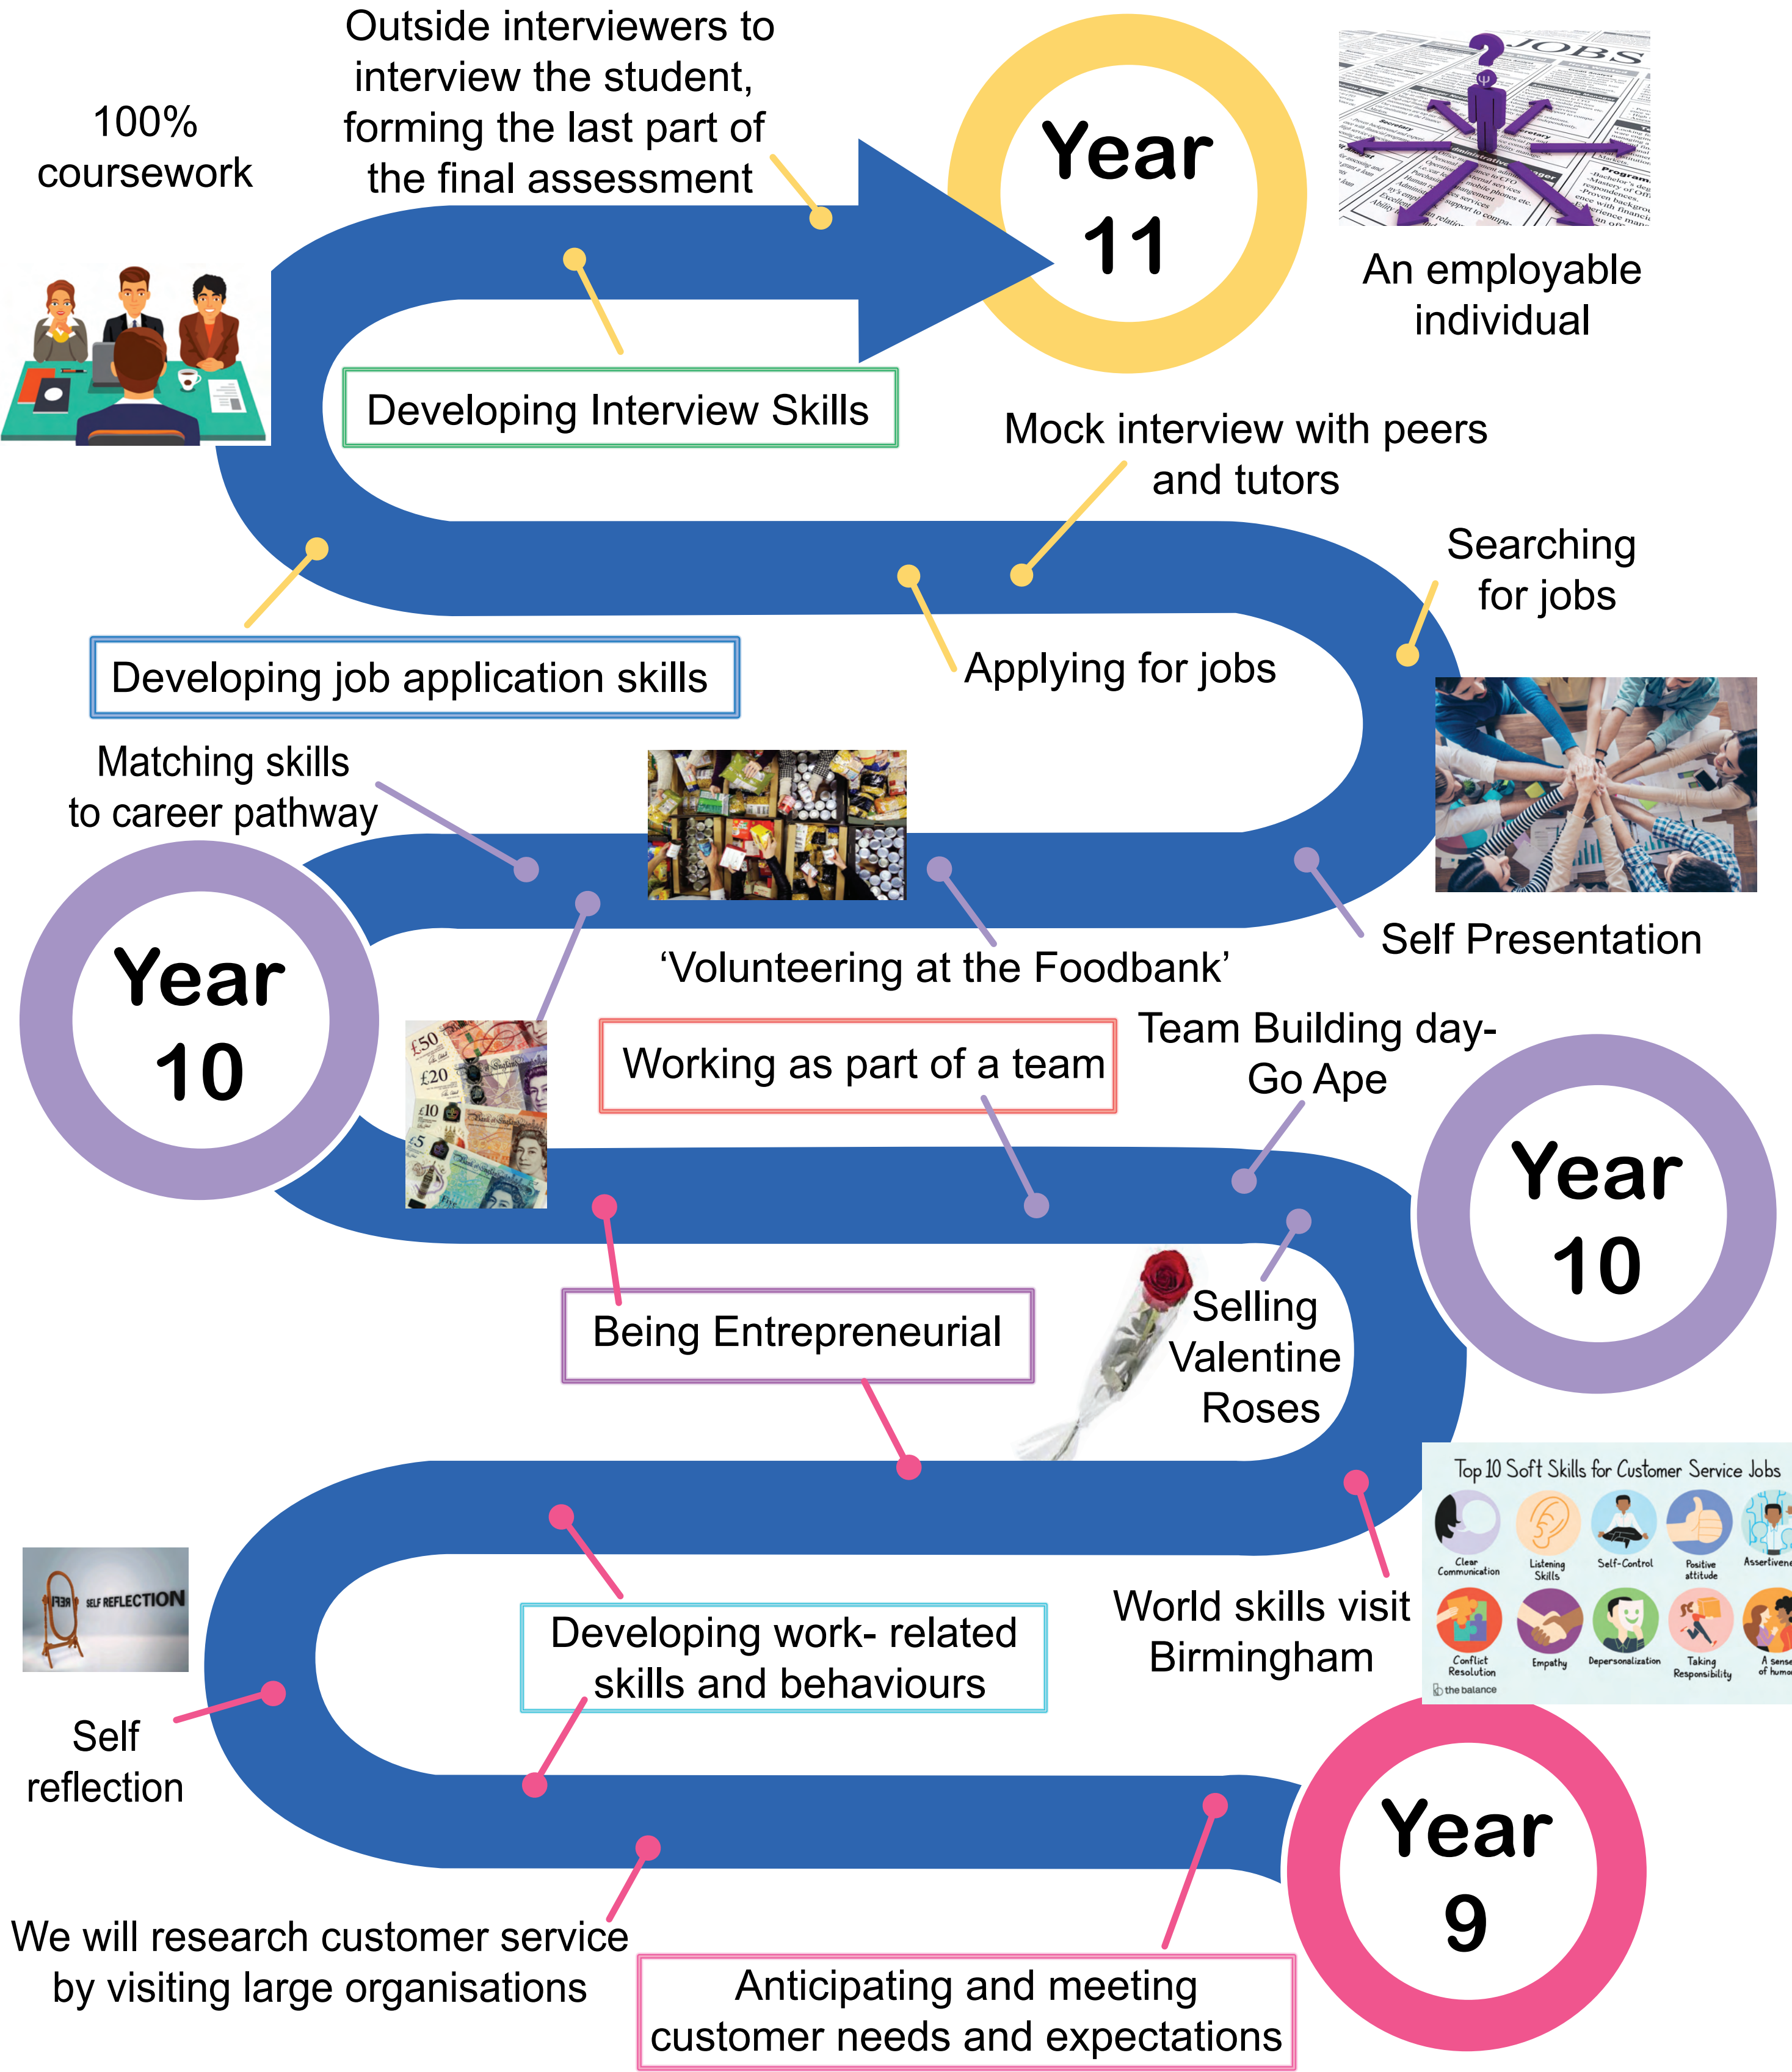 Outside interviewers to
interview the student,
forming the last part of
the final assessment
100%
coursework
Year
11
JOBS
An employable
individual
Developing Interview Skills
Mock interview with peers
and tutors
Searching
for jobs
Developing job application skills
Applying for jobs
Matching skills
to career pathway
Self Presentation
'Volunteering at the Foodbank'
Year
10
£50
£20
£10
£5
Working as part of a team
Team Building day-
Go Ape
Year
10
Being Entrepreneurial
Selling
Valentine
Roses
Top 10 Soft Skills for Customer Service Jobs
Clear
Communication
Listening
Skills
Self-Control
Positive
attitude
Conflict
Resolution
Empathy
Depersonalization
Taking
Responsibility
A sense
the balance
SELF REFLECTION
Developing work- related
skills and behaviours
World skills visit
Birmingham
Self
reflection
Year
9
We will research customer service
by visiting large organisations
Anticipating and meeting
customer needs and expectations